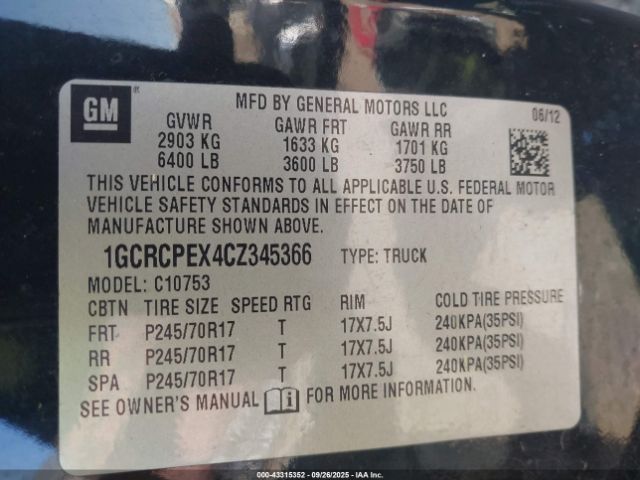 GM ®
MFD BY GENERAL MOTORS LLC 06/12
GVWR GAWR FRT GAWR RR
2903 KG 1633 KG 1701 KG
6400 LB 3600 LB 3750 LB
THIS VEHICLE CONFORMS TO ALL APPLICABLE U.S. FEDERAL MOTOR
VEHICLE SAFETY STANDARDS IN EFFECT ON THE DATE OF
MANUFACTURE SHOWN ABOVE.
1GCRCPEX4CZ345366 TYPE: TRUCK
MODEL: C10753
CBTN TIRE SIZE SPEED RTG RIM COLD TIRE PRESSURE
FRT P245/70R17 T 17X7.5J 240KPA(35PSI)
RR P245/70R17 T 17X7.5J 240KPA(35PSI)
SPA P245/70R17 T 17X7.5J 240KPA(35PSI)
SEE OWNER'S MANUAL i FOR MORE INFORMATION.
000-43315352 | 09/26/2025 | IAA Inc.